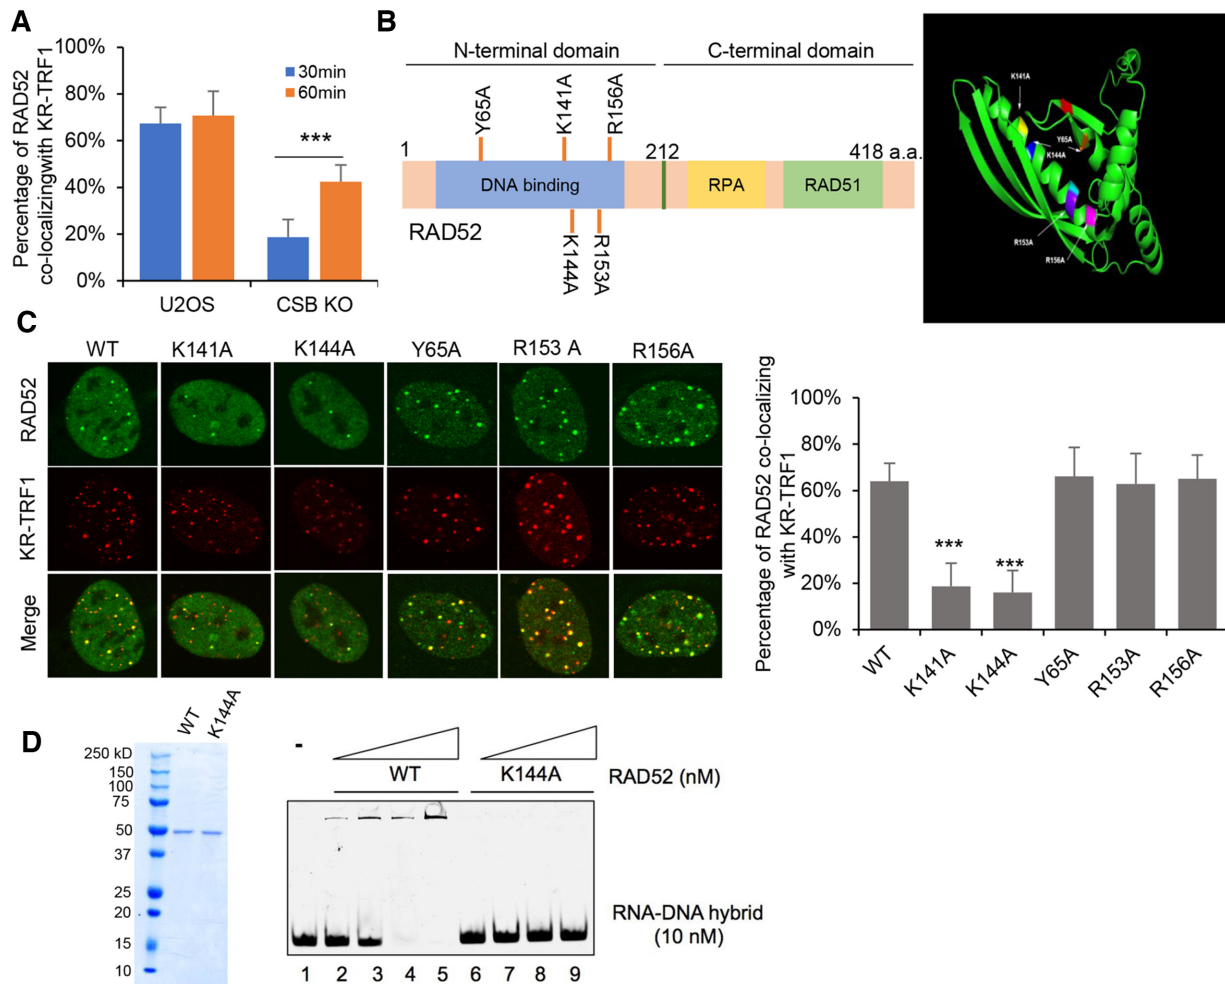 A
Percentage of RAD52
co-localizingwith KR-TRF1
100%
80%
60%
40%
20%
0%
30min
60min
***
U2OS
CSB KO
B
N-terminal domain
C-terminal domain
Y65A
K141A
R156A
1
212
418 a.a.
DNA binding
RPA
RAD51
RAD52
K144A
R153A
K141A
Y65A
K144A
R153A
R156A
C
WT
K141A
K144A
Y65A
R153 A
R156A
RAD52
KR-TRF1
Merge
Percentage of RAD52 co-localizing
with KR-TRF1
100%
80%
60%
40%
20%
0%
***
***
WT
K141A
K144A
Y65A
R153A
R156A
D
WT
K144A
250 kD
150
100
75
50
37
25
20
15
10
-
WT
K144A
RAD52 (nM)
RNA-DNA hybrid
(10 nM)
1 2 3 4 5 6 7 8 9